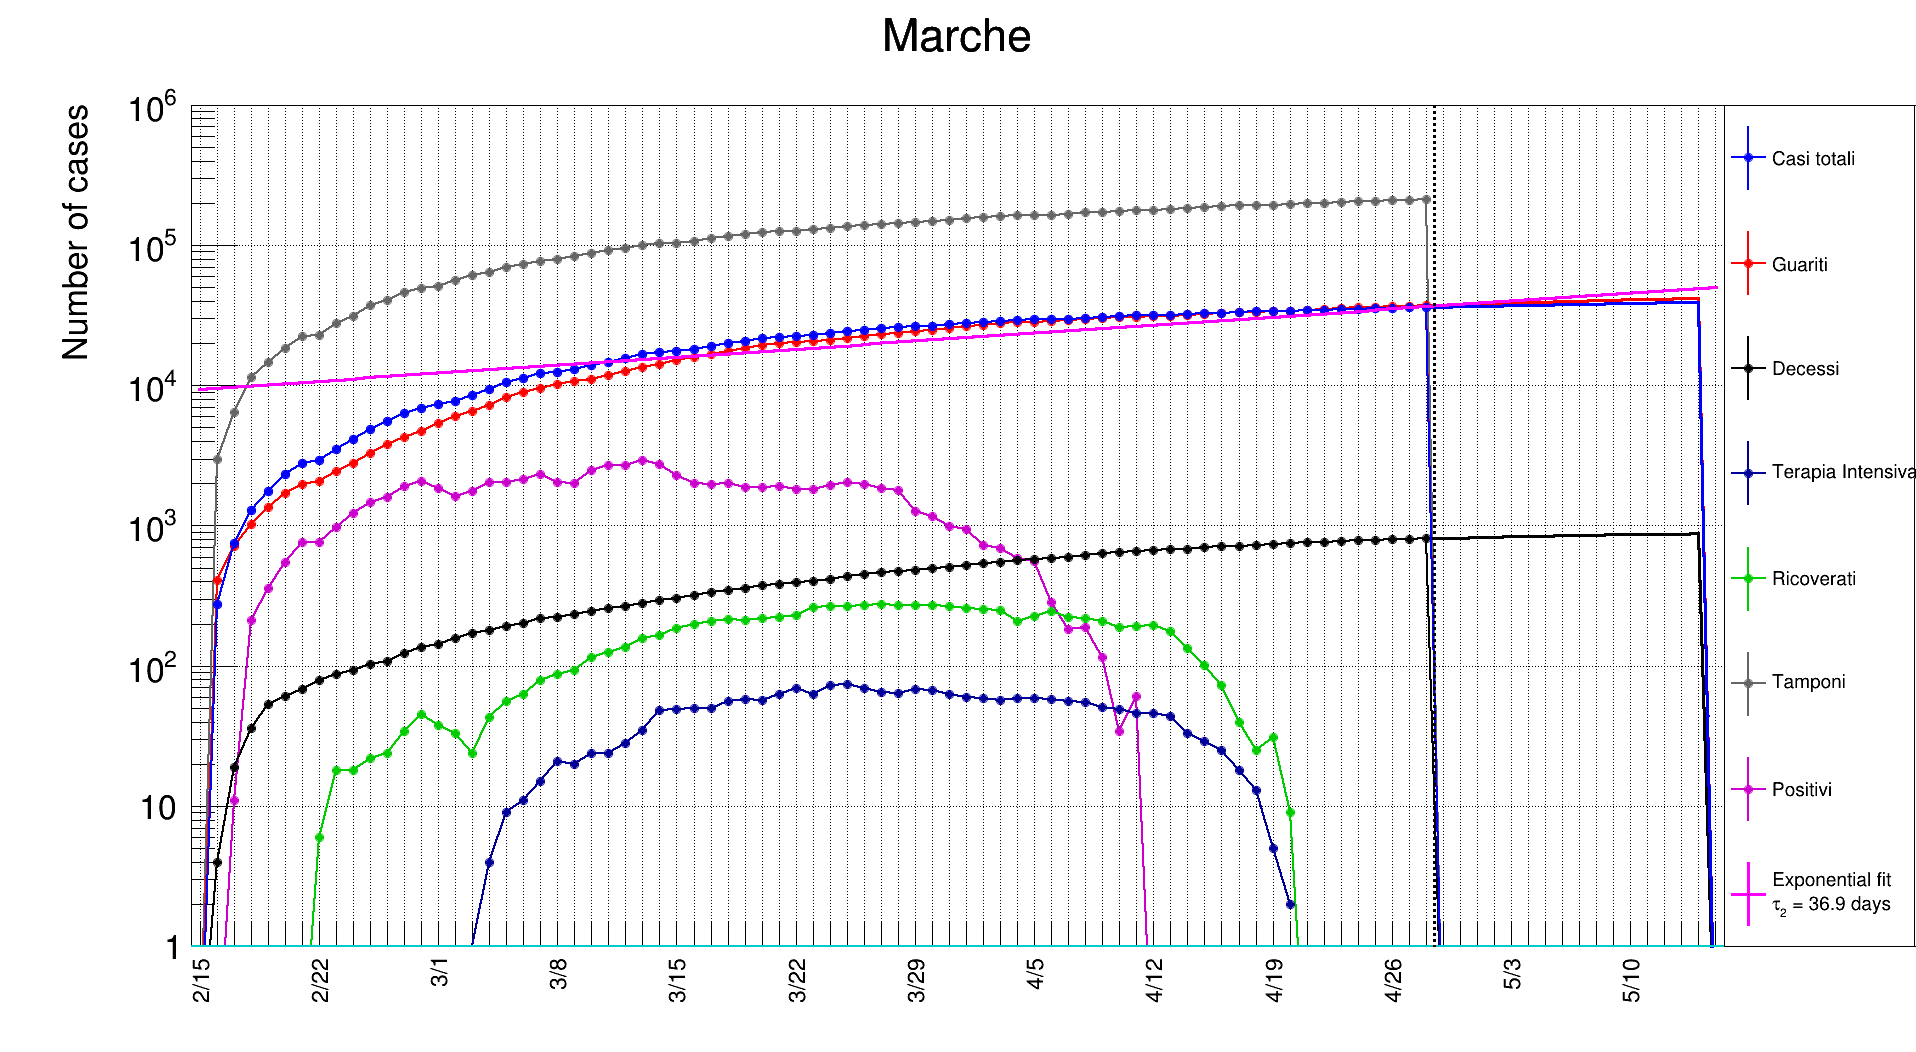 Marche
Number of cases
10^6
10^5
10^4
10^3
10^2
10
1
2/15
2/22
3/1
3/8
3/15
3/22
3/29
4/5
4/12
4/19
4/26
5/3
5/10
Casi totali
Guariti
Decessi
Terapia Intensiva
Ricoverati
Tamponi
Positivi
Exponential fit
τ_2 = 36.9 days